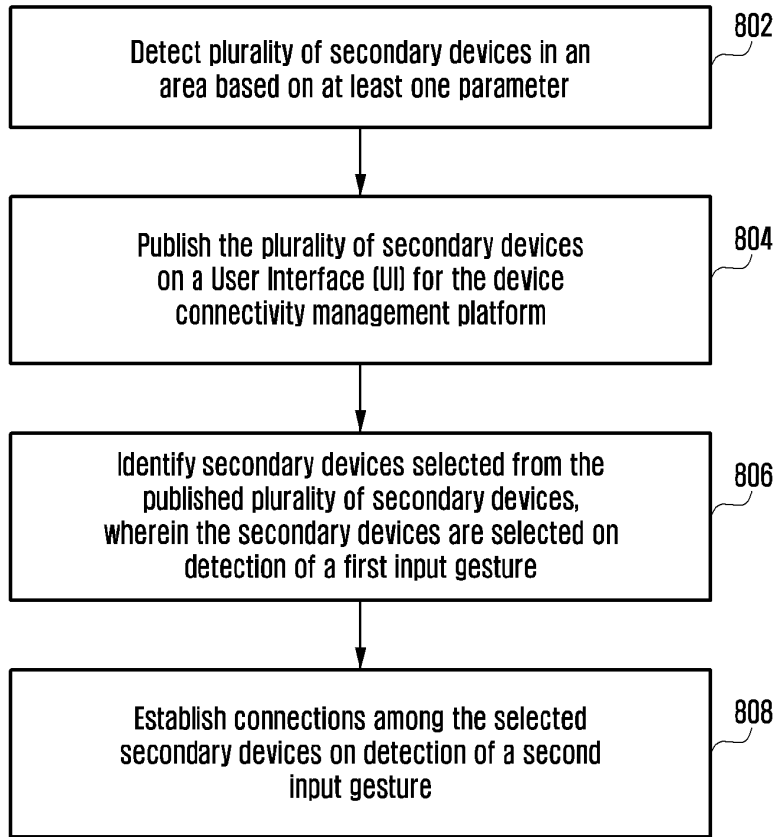 802
Detect plurality of secondary devices in an
area based on at least one parameter
804
Publish the plurality of secondary devices
on a User Interface (UI) for the device
connectivity management platform
806
Identify secondary devices selected from the
published plurality of secondary devices,
wherein the secondary devices are selected on
detection of a first input gesture
808
Establish connections among the selected
secondary devices on detection of a second
input gesture